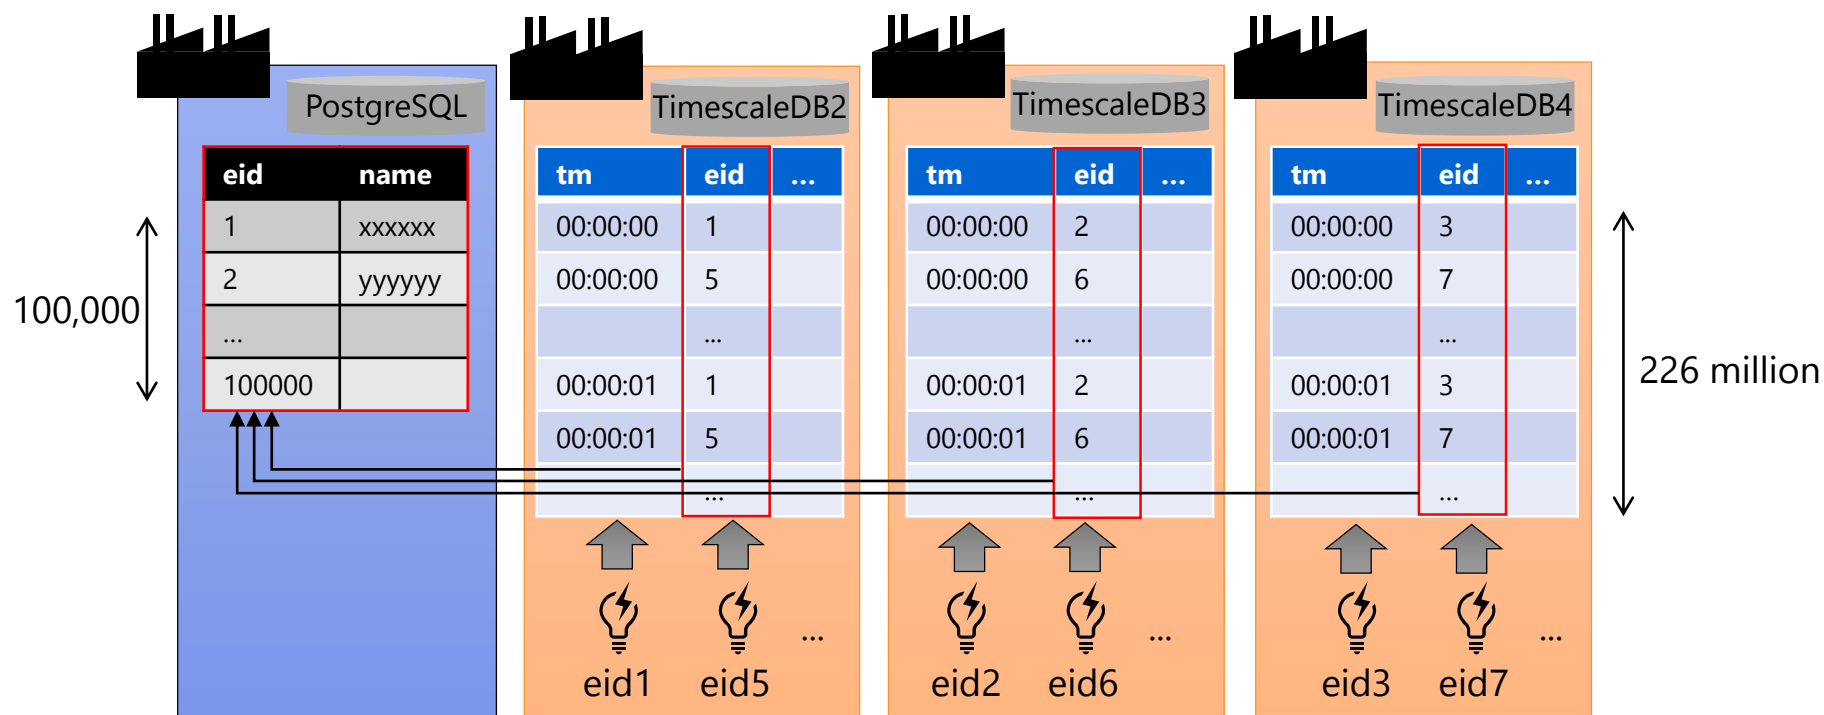 PostgreSQL TimescaleDB2 TimescaleDB3 TimescaleDB4
eid name tm eid ... tm eid ... tm eid ...
1 xxxxxx 00:00:00 1 00:00:00 2 00:00:00 3
2 yyyyyy 00:00:00 5 00:00:00 6 00:00:00 7
100,000
... ... ... ...
100000 00:00:01 1 00:00:01 2 00:00:01 3
226 million
00:00:01 5 00:00:01 6 00:00:01 7
... ... ...
... ... ...
eid1 eid5 eid2 eid6 eid3 eid7